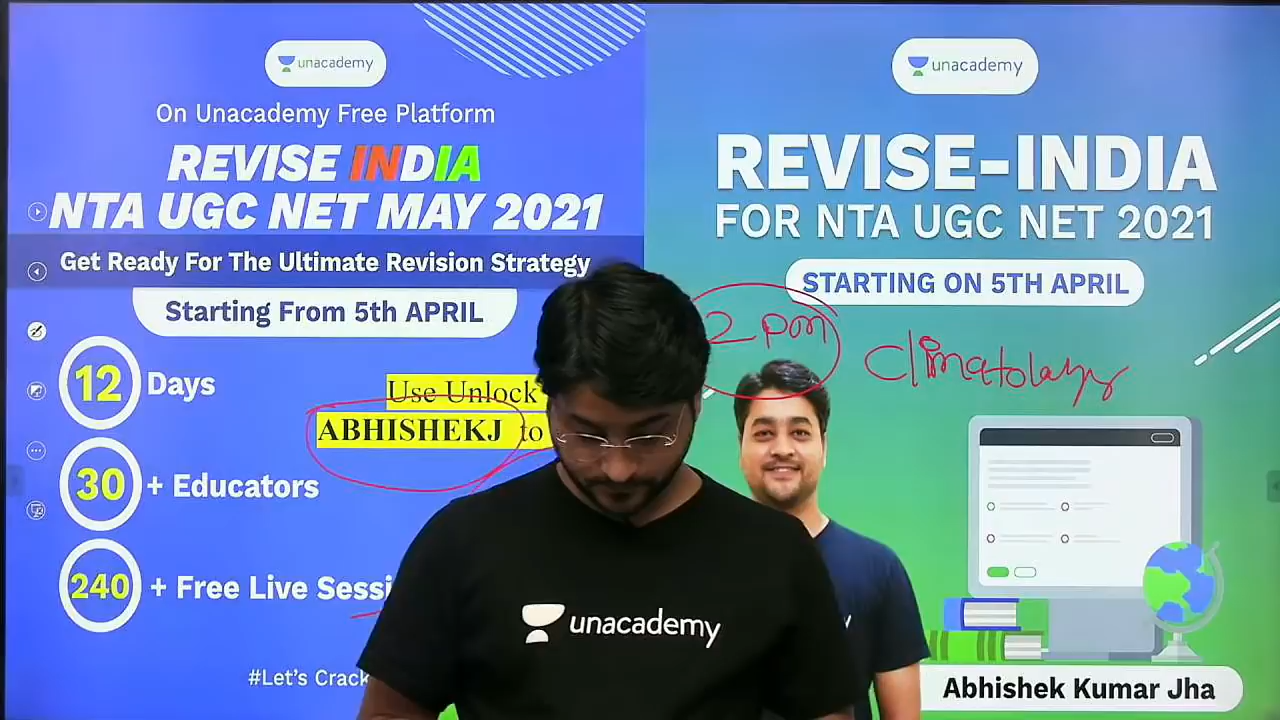 unacademy
On Unacademy Free Platform
REVISE INDIA
NTA UGC NET MAY 2021
Get Ready For The Ultimate Revision Strategy
Starting From 5th APRIL
12 Days
Use Unlock
ABHISHEKJ to
30 + Educators
240 + Free Live Sessi
#Let's Crack
unacademy
REVISE-INDIA
FOR NTA UGC NET 2021
STARTING ON 5TH APRIL
2 pm
Abhishek Kumar Jha
unacademy